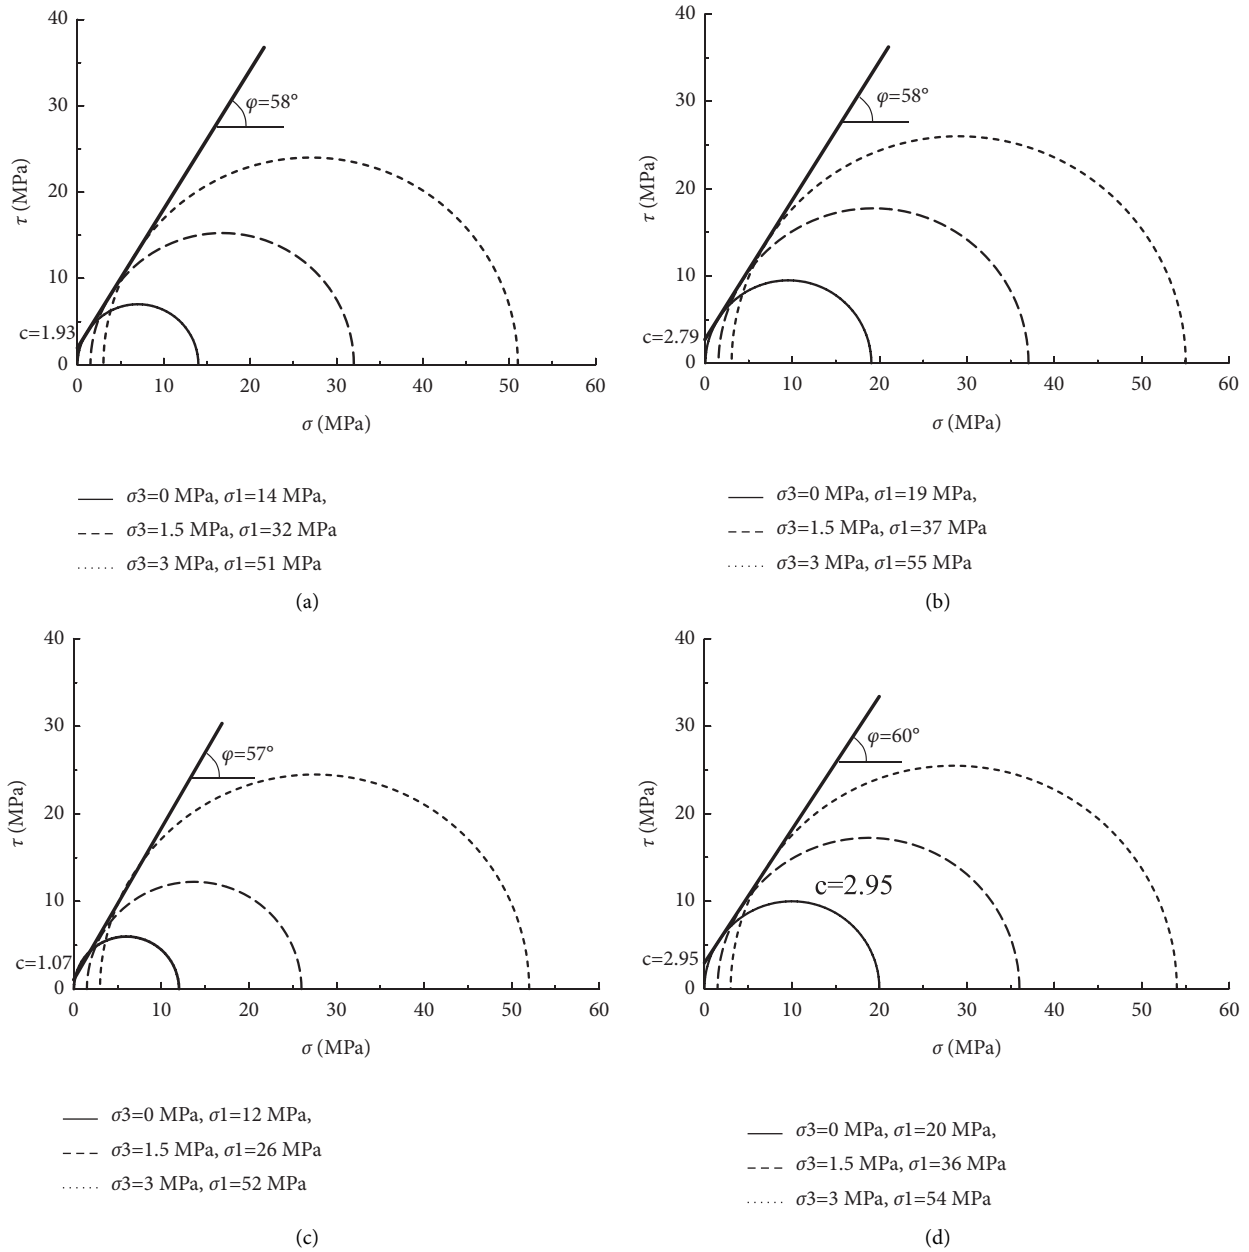 40
30
φ=58°
τ (MPa)
20
10
c=1.93
0
0 10 20 30 40 50 60
σ (MPa)
σ3=0 MPa, σ1=14 MPa,
σ3=1.5 MPa, σ1=32 MPa
σ3=3 MPa, σ1=51 MPa
(a)
40
30
φ=58°
τ (MPa)
20
10
c=2.79
0
0 10 20 30 40 50 60
σ (MPa)
σ3=0 MPa, σ1=19 MPa,
σ3=1.5 MPa, σ1=37 MPa
σ3=3 MPa, σ1=55 MPa
(b)
40
30
φ=57°
τ (MPa)
20
10
c=1.07
0
0 10 20 30 40 50 60
σ (MPa)
σ3=0 MPa, σ1=12 MPa,
σ3=1.5 MPa, σ1=26 MPa
σ3=3 MPa, σ1=52 MPa
(c)
40
30
φ=60°
τ (MPa)
20
c=2.95
10
c=2.95
0
0 10 20 30 40 50 60
σ (MPa)
σ3=0 MPa, σ1=20 MPa,
σ3=1.5 MPa, σ1=36 MPa
σ3=3 MPa, σ1=54 MPa
(d)